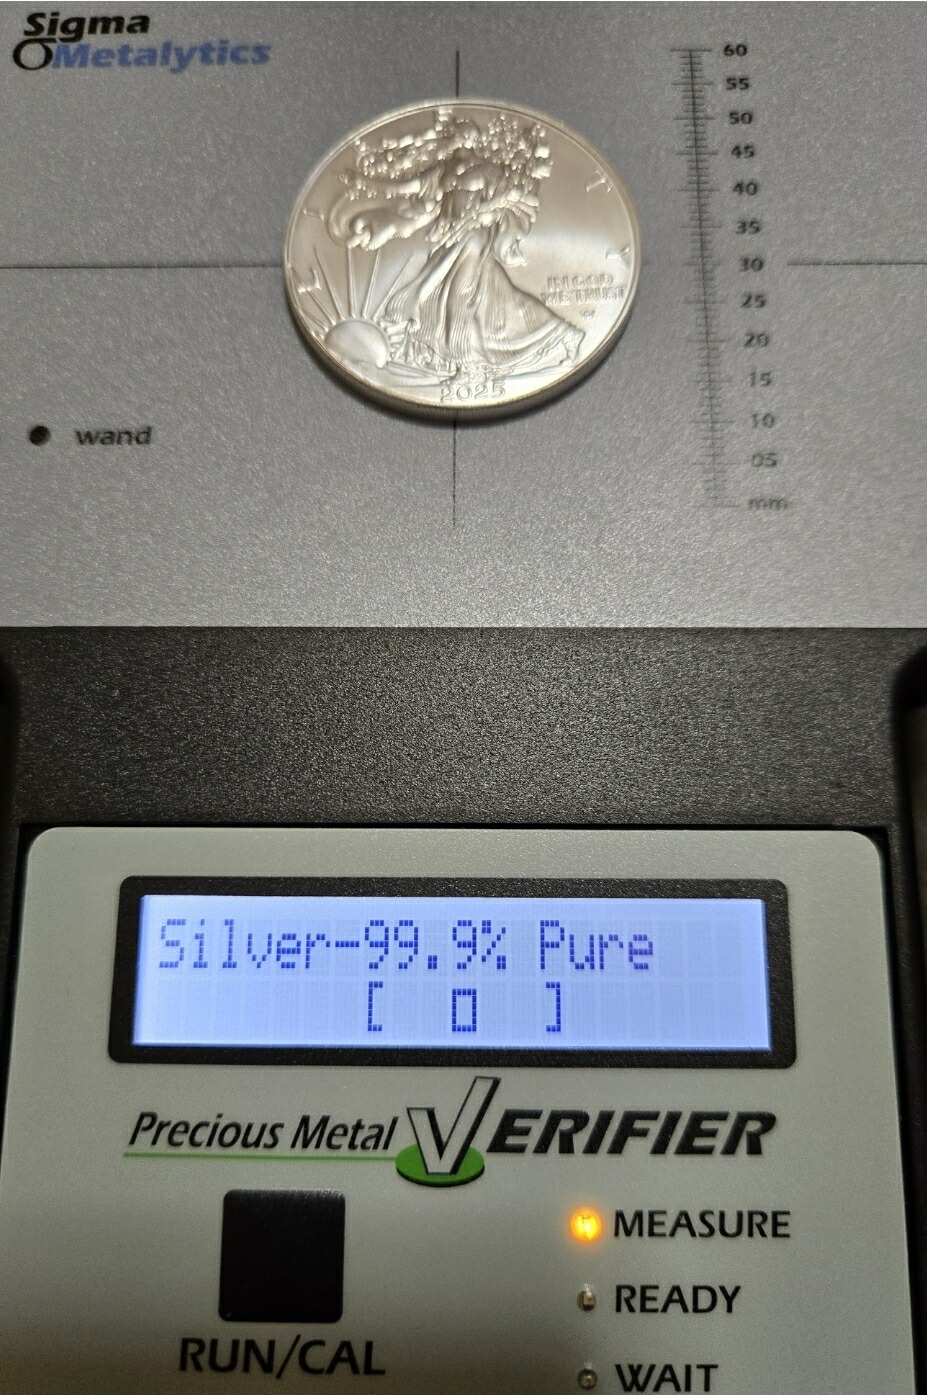 Sigma
Metalytics
60
55
50
45
40
35
30
25
20
15
10
05
mm
LIBERTY
IN GOD
WE TRUST
2025
wand
Silver-99.9% Pure
[ 0 ]
Precious Metal VERIFIER
MEASURE
READY
WAIT
RUN/CAL